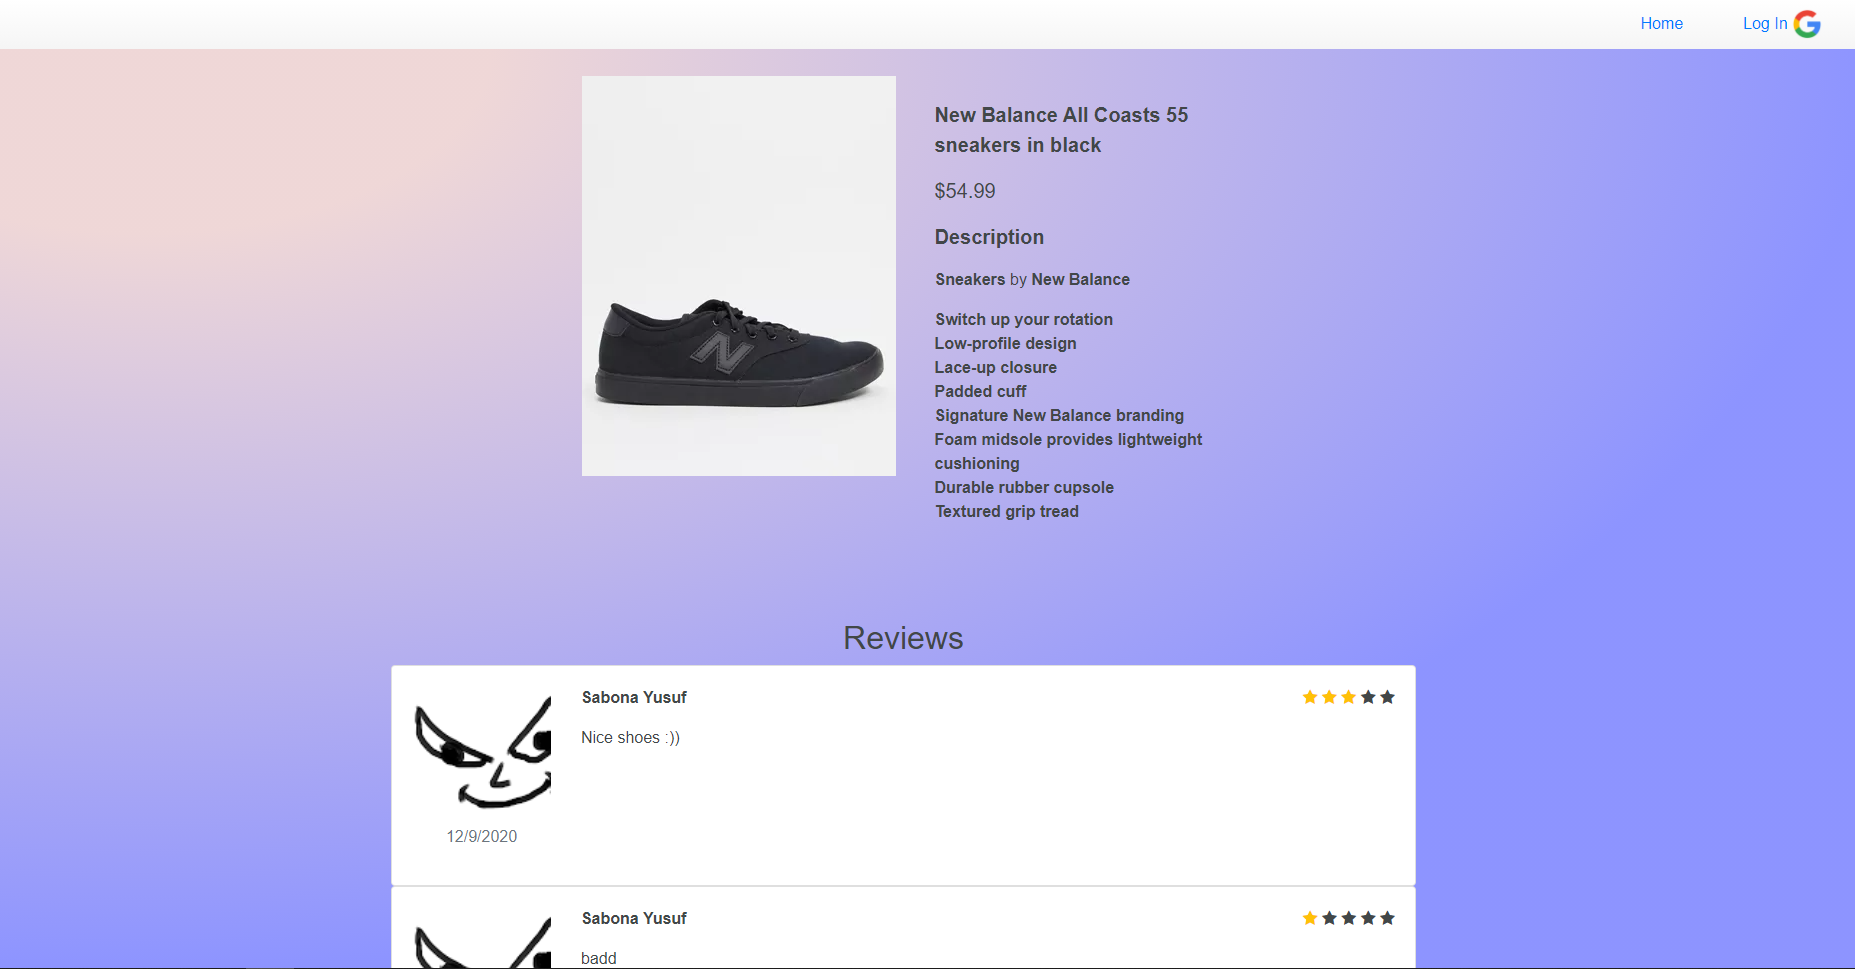 Home
Log In
New Balance All Coasts 55
sneakers in black
$54.99
Description
Sneakers by New Balance
Switch up your rotation
Low-profile design
Lace-up closure
Padded cuff
Signature New Balance branding
Foam midsole provides lightweight
cushioning
Durable rubber cupsole
Textured grip tread
N
Reviews
Sabona Yusuf
Nice shoes :))
12/9/2020
Sabona Yusuf
badd